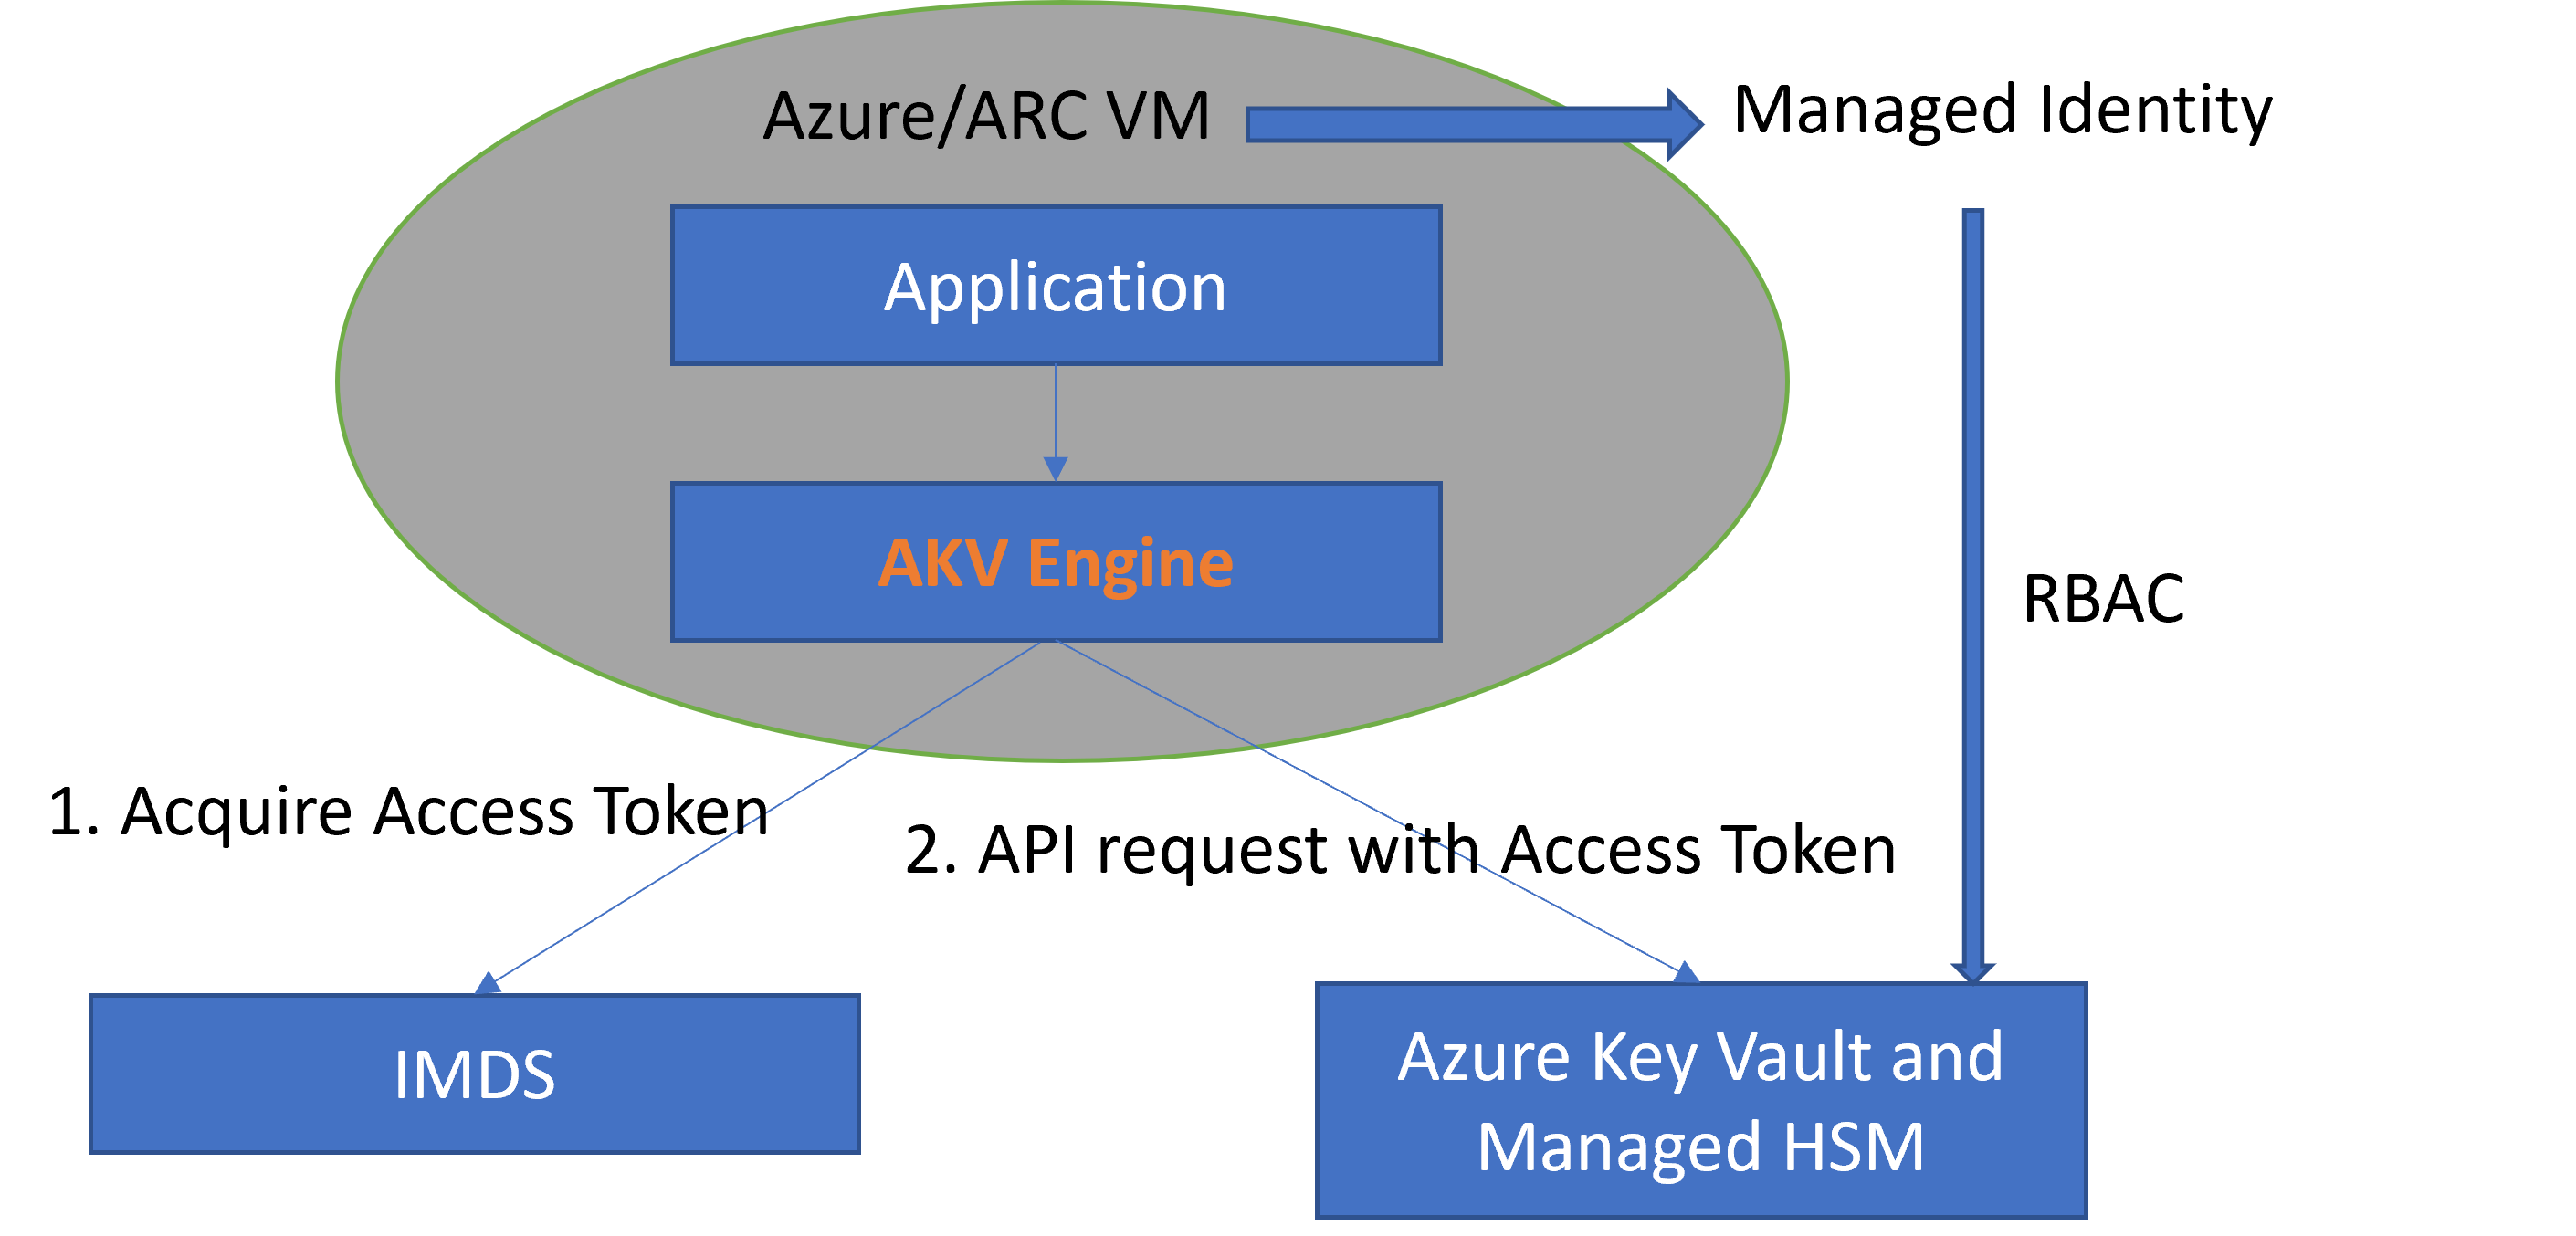 Azure/ARC VM
Managed Identity
Application
AKV Engine
RBAC
1. Acquire Access Token
2. API request with Access Token
IMDS
Azure Key Vault and
Managed HSM